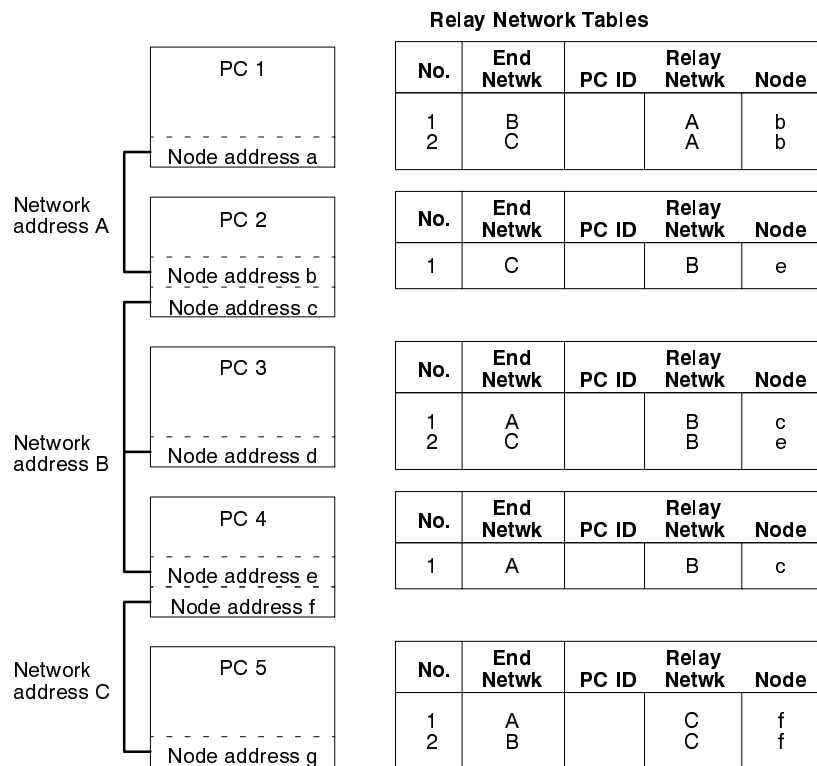 Relay Network Tables
PC 1
Node address a
No. End Netwk PC ID Relay Netwk Node
1 B A b
2 C A b
Network address A
PC 2
Node address b
Node address c
No. End Netwk PC ID Relay Netwk Node
1 C B e
Network address B
PC 3
Node address d
No. End Netwk PC ID Relay Netwk Node
1 A B c
2 C B e
PC 4
Node address e
Node address f
No. End Netwk PC ID Relay Netwk Node
1 A B c
Network address C
PC 5
Node address g
No. End Netwk PC ID Relay Netwk Node
1 A C f
2 B C f